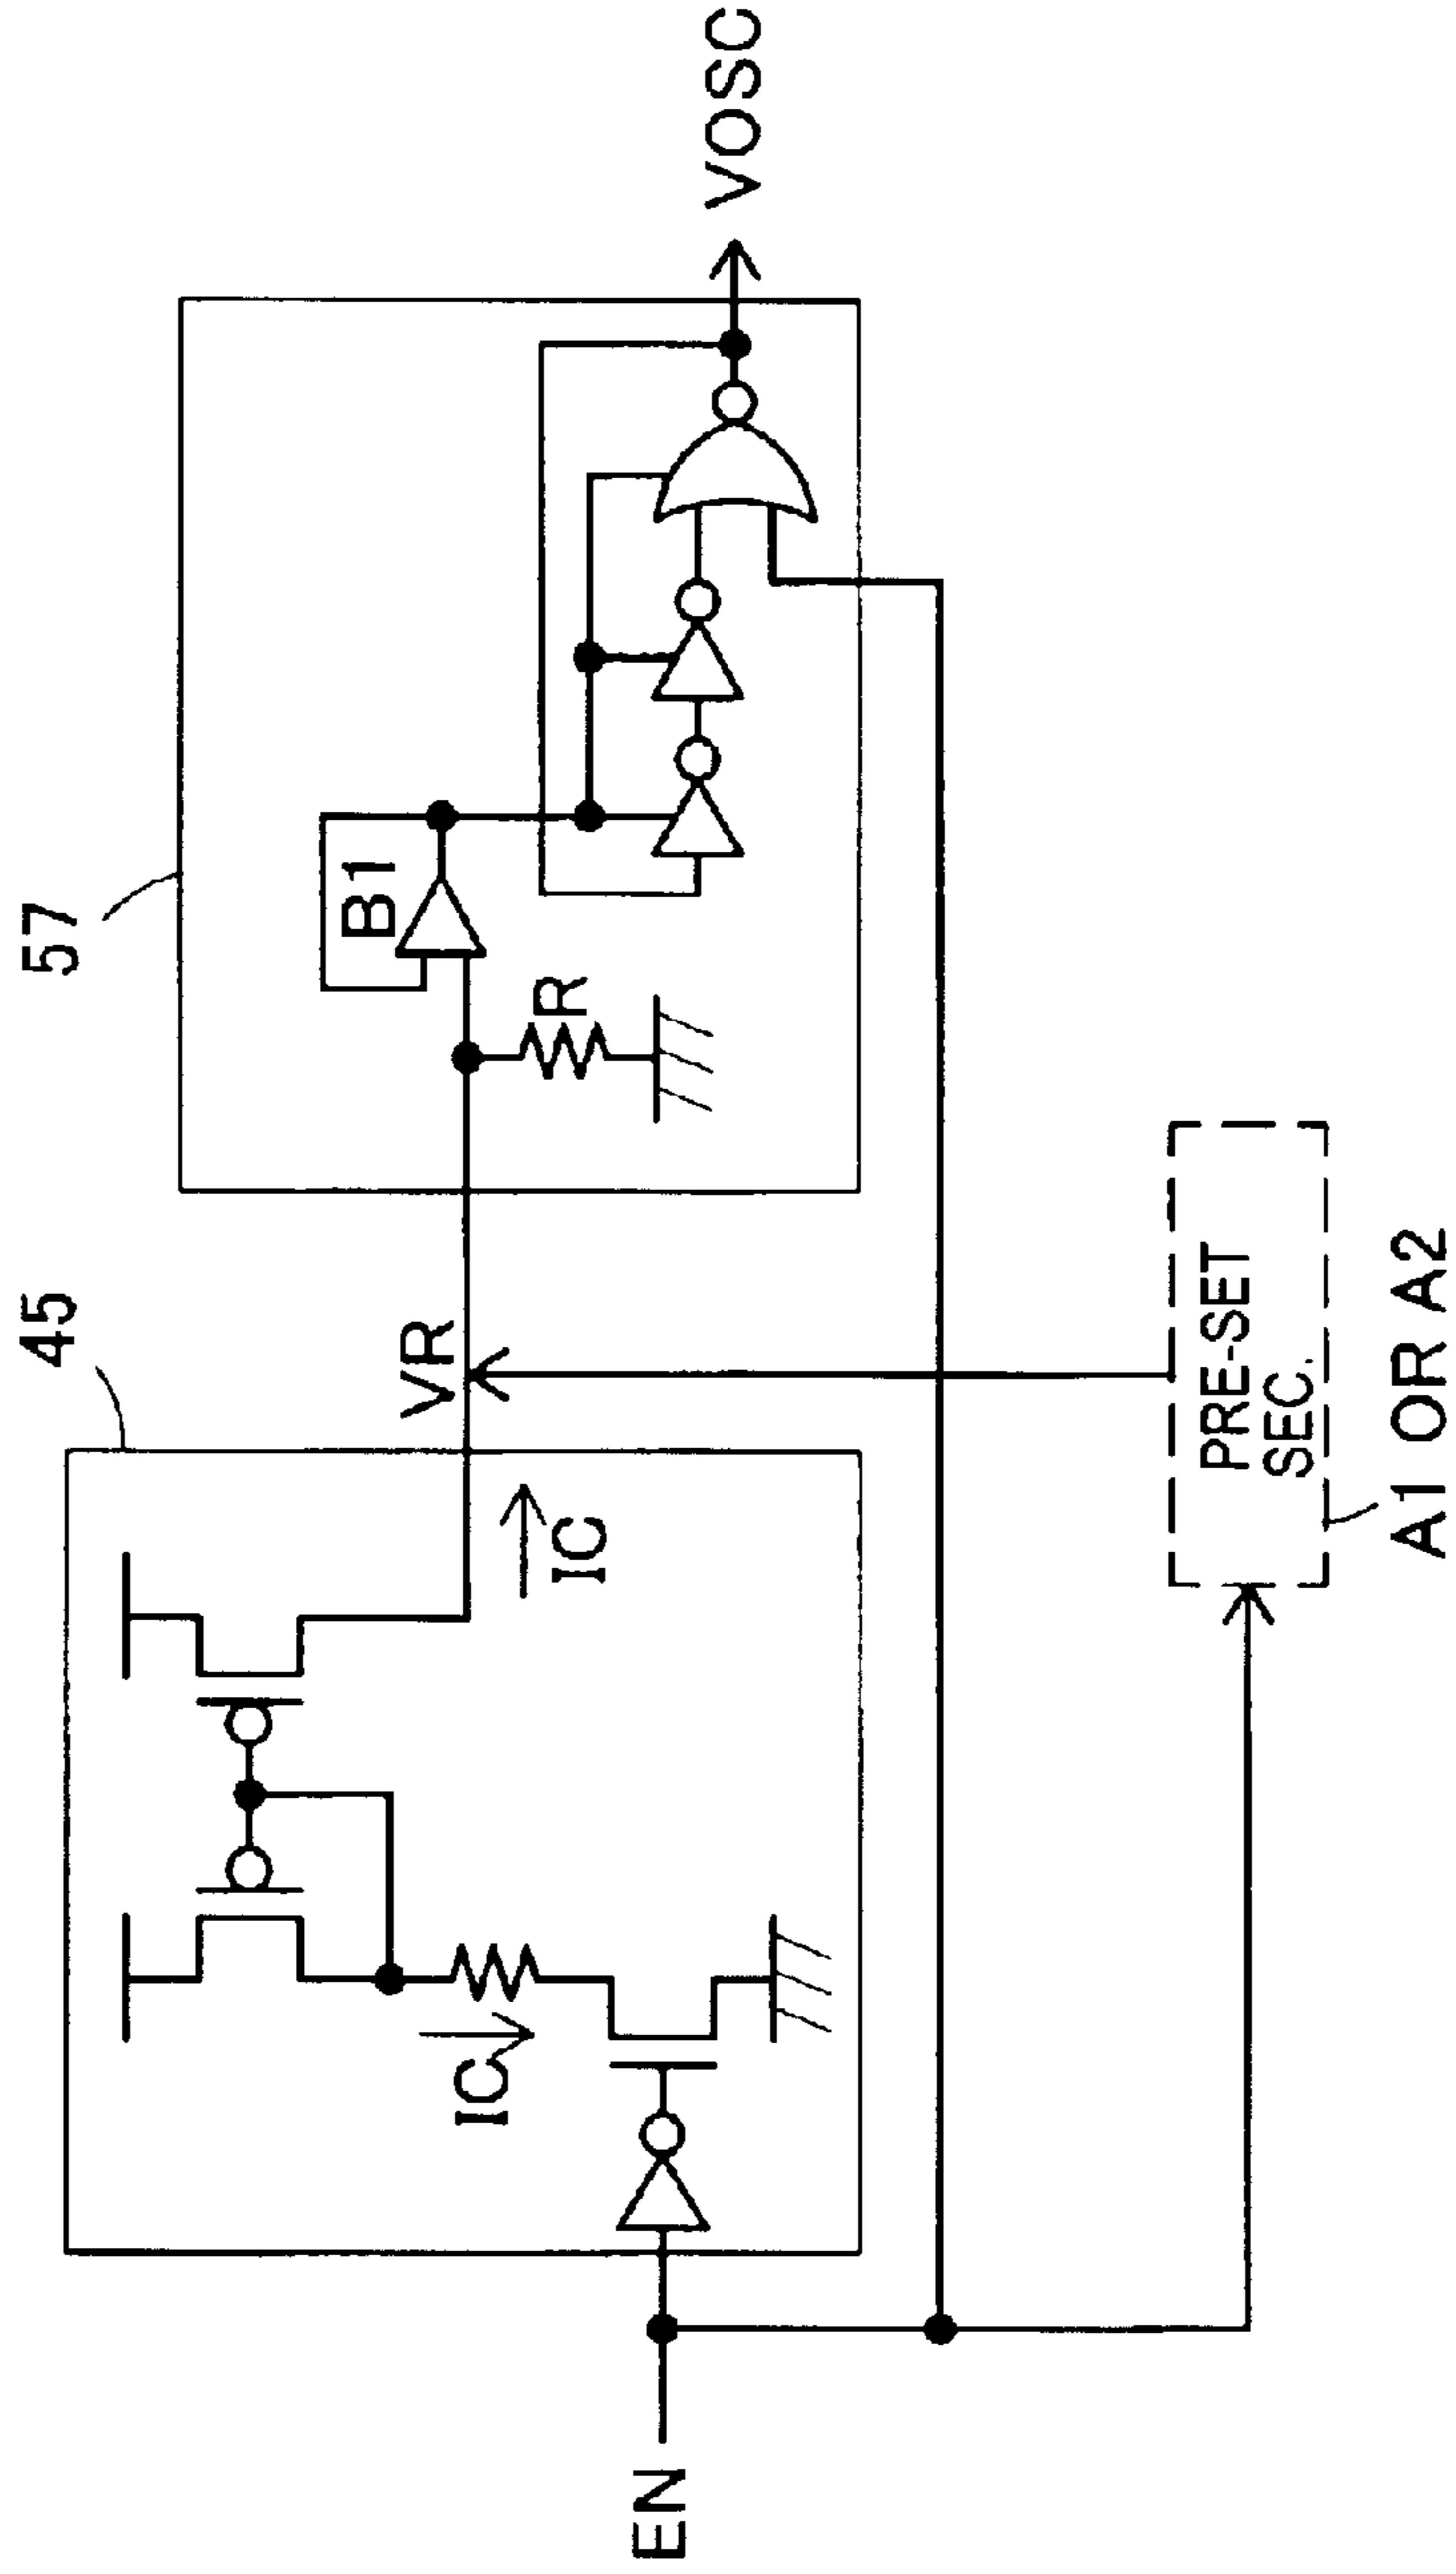 57
45
B1
R
VR
IC
IC
EN
VOSC
PRE-SET
SEC.
A1 OR A2